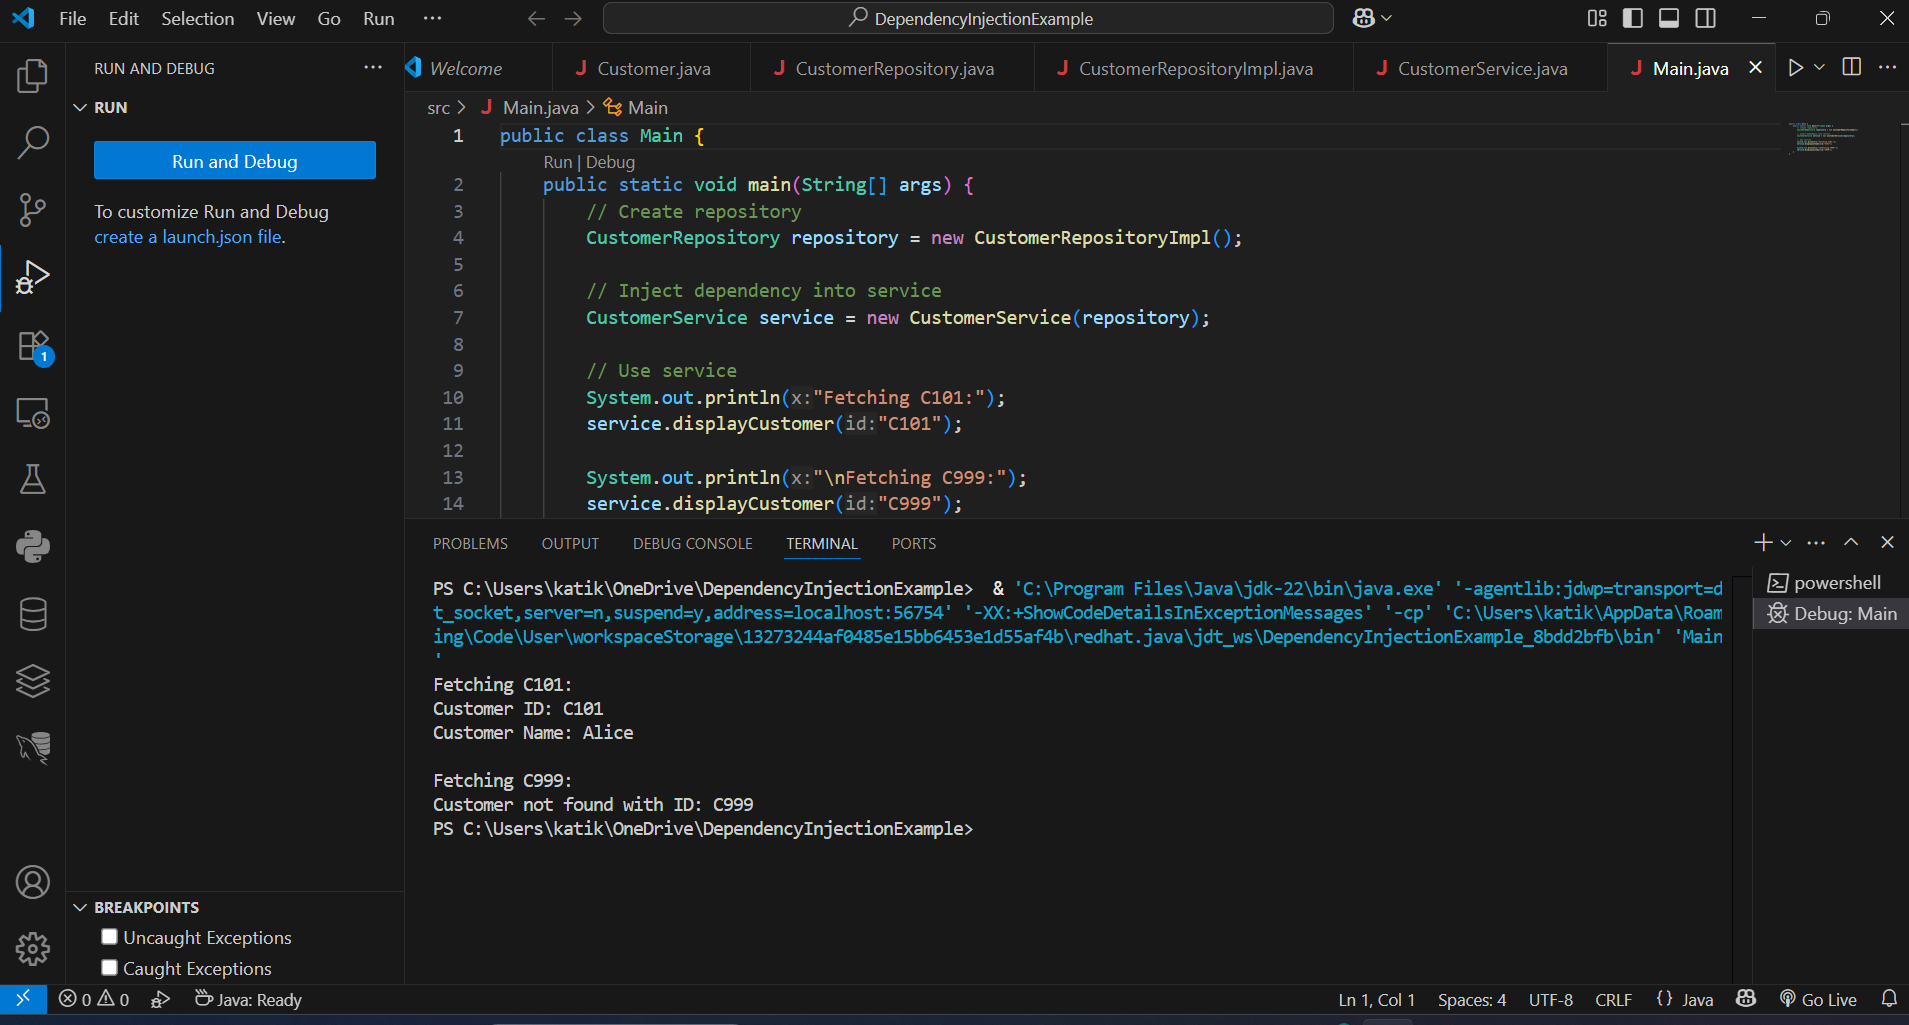 File Edit Selection View Go Run ···
DependencyInjectionExample
RUN AND DEBUG ···
RUN
Run and Debug
To customize Run and Debug
create a launch.json file.
Welcome
J Customer.java
J CustomerRepository.java
J CustomerRepositoryImpl.java
J CustomerService.java
J Main.java
src > J Main.java > Main
1 public class Main {
Run | Debug
2 public static void main(String[] args) {
3 // Create repository
4 CustomerRepository repository = new CustomerRepositoryImpl();
5
6 // Inject dependency into service
7 CustomerService service = new CustomerService(repository);
8
9 // Use service
10 System.out.println(x:"Fetching C101:");
11 service.displayCustomer(id:"C101");
12
13 System.out.println(x:"\nFetching C999:");
14 service.displayCustomer(id:"C999");
1
PROBLEMS OUTPUT DEBUG CONSOLE TERMINAL PORTS
PS C:\Users\katik\OneDrive\DependencyInjectionExample>  & 'C:\Program Files\Java\jdk-22\bin\java.exe' '-agentlib:jdwp=transport=d
t_socket,server=n,suspend=y,address=localhost:56754' '-XX:+ShowCodeDetailsInExceptionMessages' '-cp' 'C:\Users\katik\AppData\Roam
ing\Code\User\workspaceStorage\13273244af0485e15bb6453e1d55af4b\redhat.java\jdt_ws\DependencyInjectionExample_8bdd2bfb\bin' 'Main
'
Fetching C101:
Customer ID: C101
Customer Name: Alice
Fetching C999:
Customer not found with ID: C999
PS C:\Users\katik\OneDrive\DependencyInjectionExample>
powershell
Debug: Main
BREAKPOINTS
Uncaught Exceptions
Caught Exceptions
0 0 Java: Ready
Ln 1, Col 1 Spaces: 4 UTF-8 CRLF {} Java Go Live